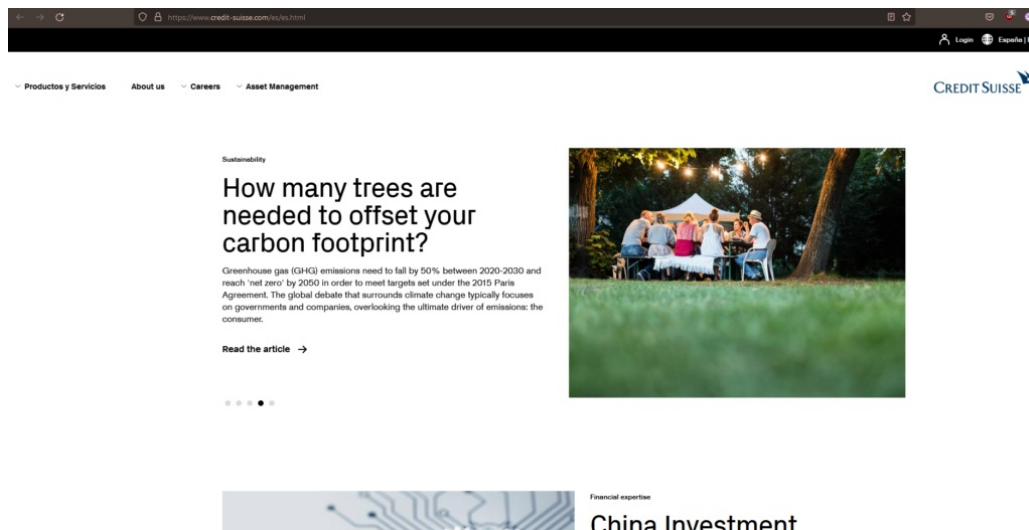 https://www.credit-suisse.com/es/es.html
Login España |
Productos y Servicios About us Careers Asset Management
CREDIT SUISSE
Sustainability
How many trees are
needed to offset your
carbon footprint?
Greenhouse gas (GHG) emissions need to fall by 50% between 2020-2030 and
reach 'net zero' by 2050 in order to meet targets set under the 2015 Paris
Agreement. The global debate that surrounds climate change typically focuses
on governments and companies, overlooking the ultimate driver of emissions: the
consumer.
Read the article →
Financial expertise
China Investment